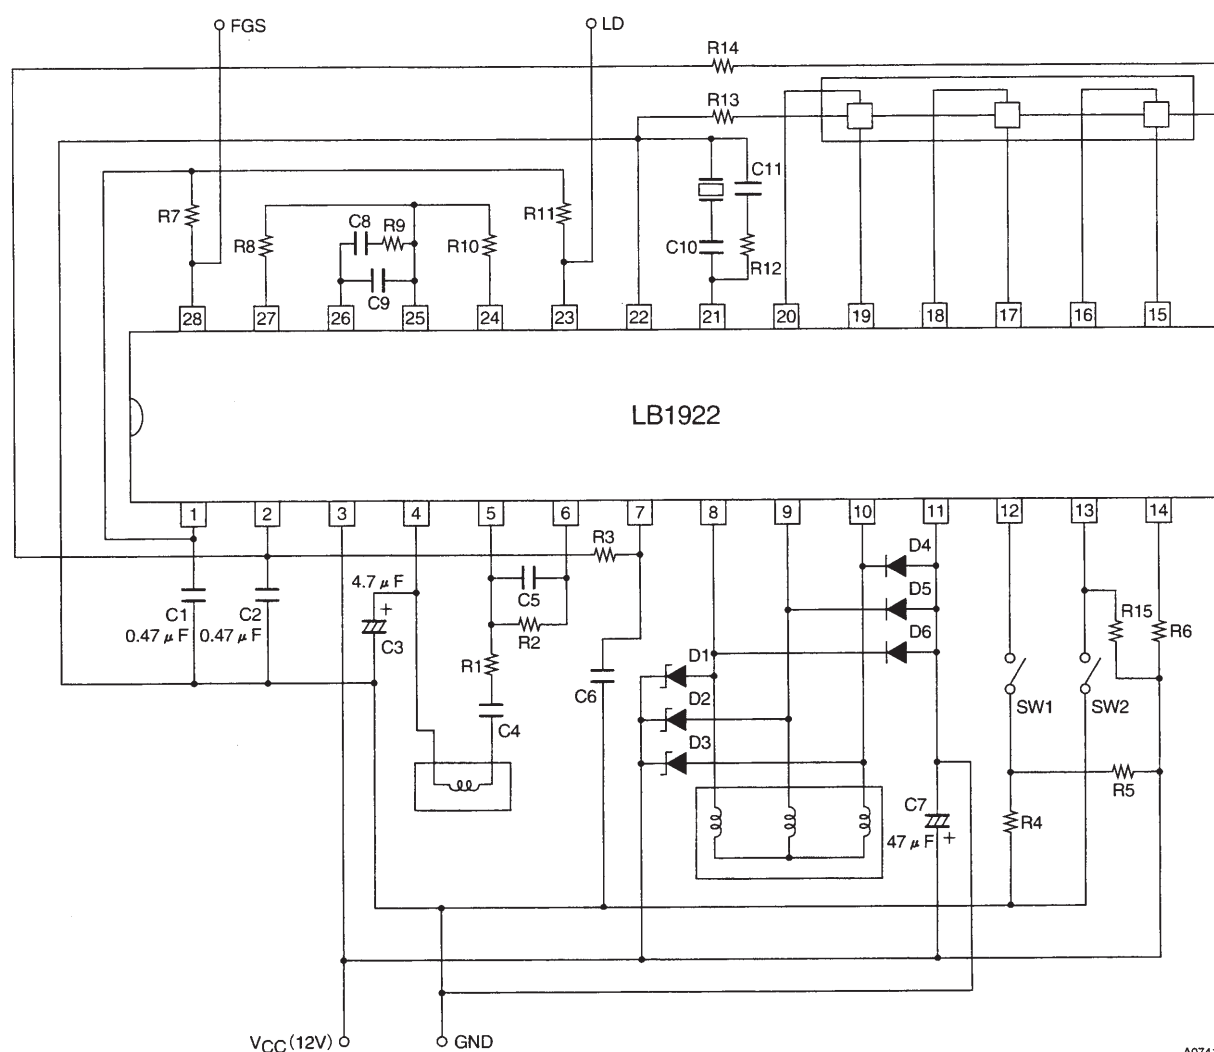 FGS
LD
R14
R13
C11
R7
R11
C8
R9
R8
R10
C10
R12
C9
28
27
26
25
24
23
22
21
20
19
18
17
16
15
LB1922
1
2
3
4
5
6
7
8
9
10
11
12
13
14
R3
D4
4.7 μF
+
C5
D5
C1
C2
R15
R6
0.47 μF
0.47 μF
C3
R2
D6
R1
D1
C6
SW1
SW2
D2
C4
D3
R5
C7
R4
47 μF
+
VCC (12V)
GND